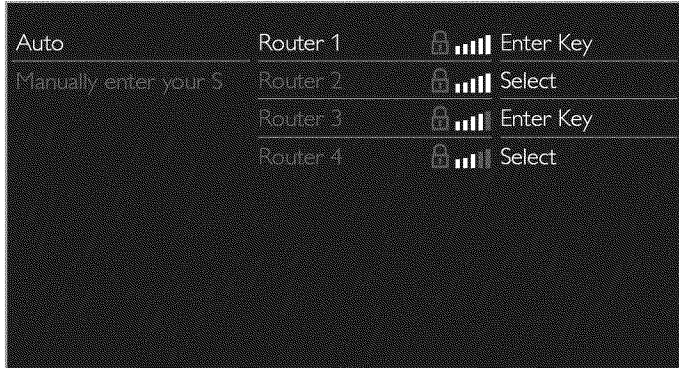 Auto Router 1 Enter Key
Manually enter your S Router 2 Select
Router 3 Enter Key
Router 4 Select